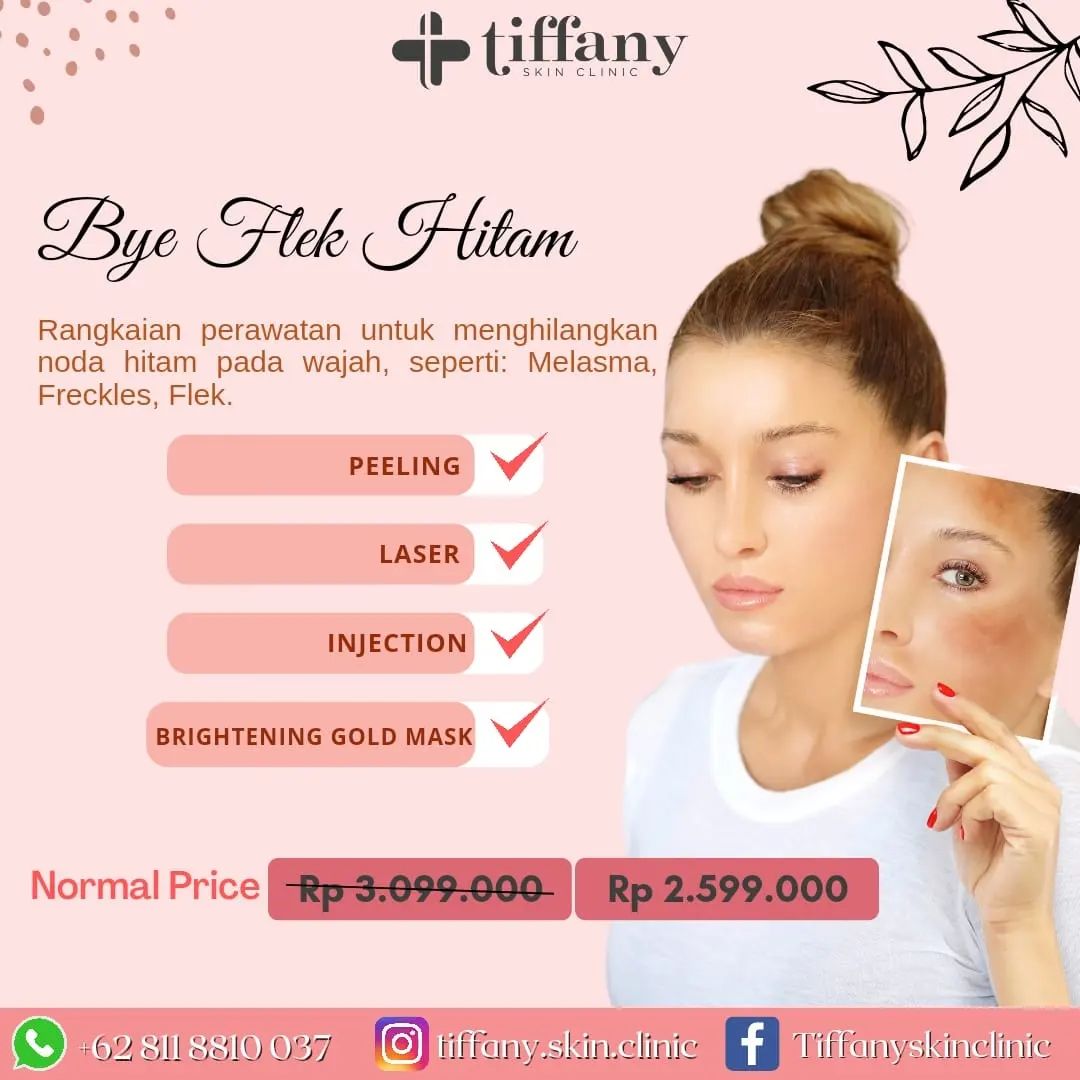 tiffany
SKIN CLINIC
Bye Flek Hitam
Rangkaian perawatan untuk menghilangkan
noda hitam pada wajah, seperti: Melasma,
Freckles, Flek.
PEELING
LASER
INJECTION
BRIGHTENING GOLD MASK
Normal Price Rp 3.099.000 Rp 2.599.000
+62 811 8810 037 tiffany.skin.clinic Tiffanyskinclinic